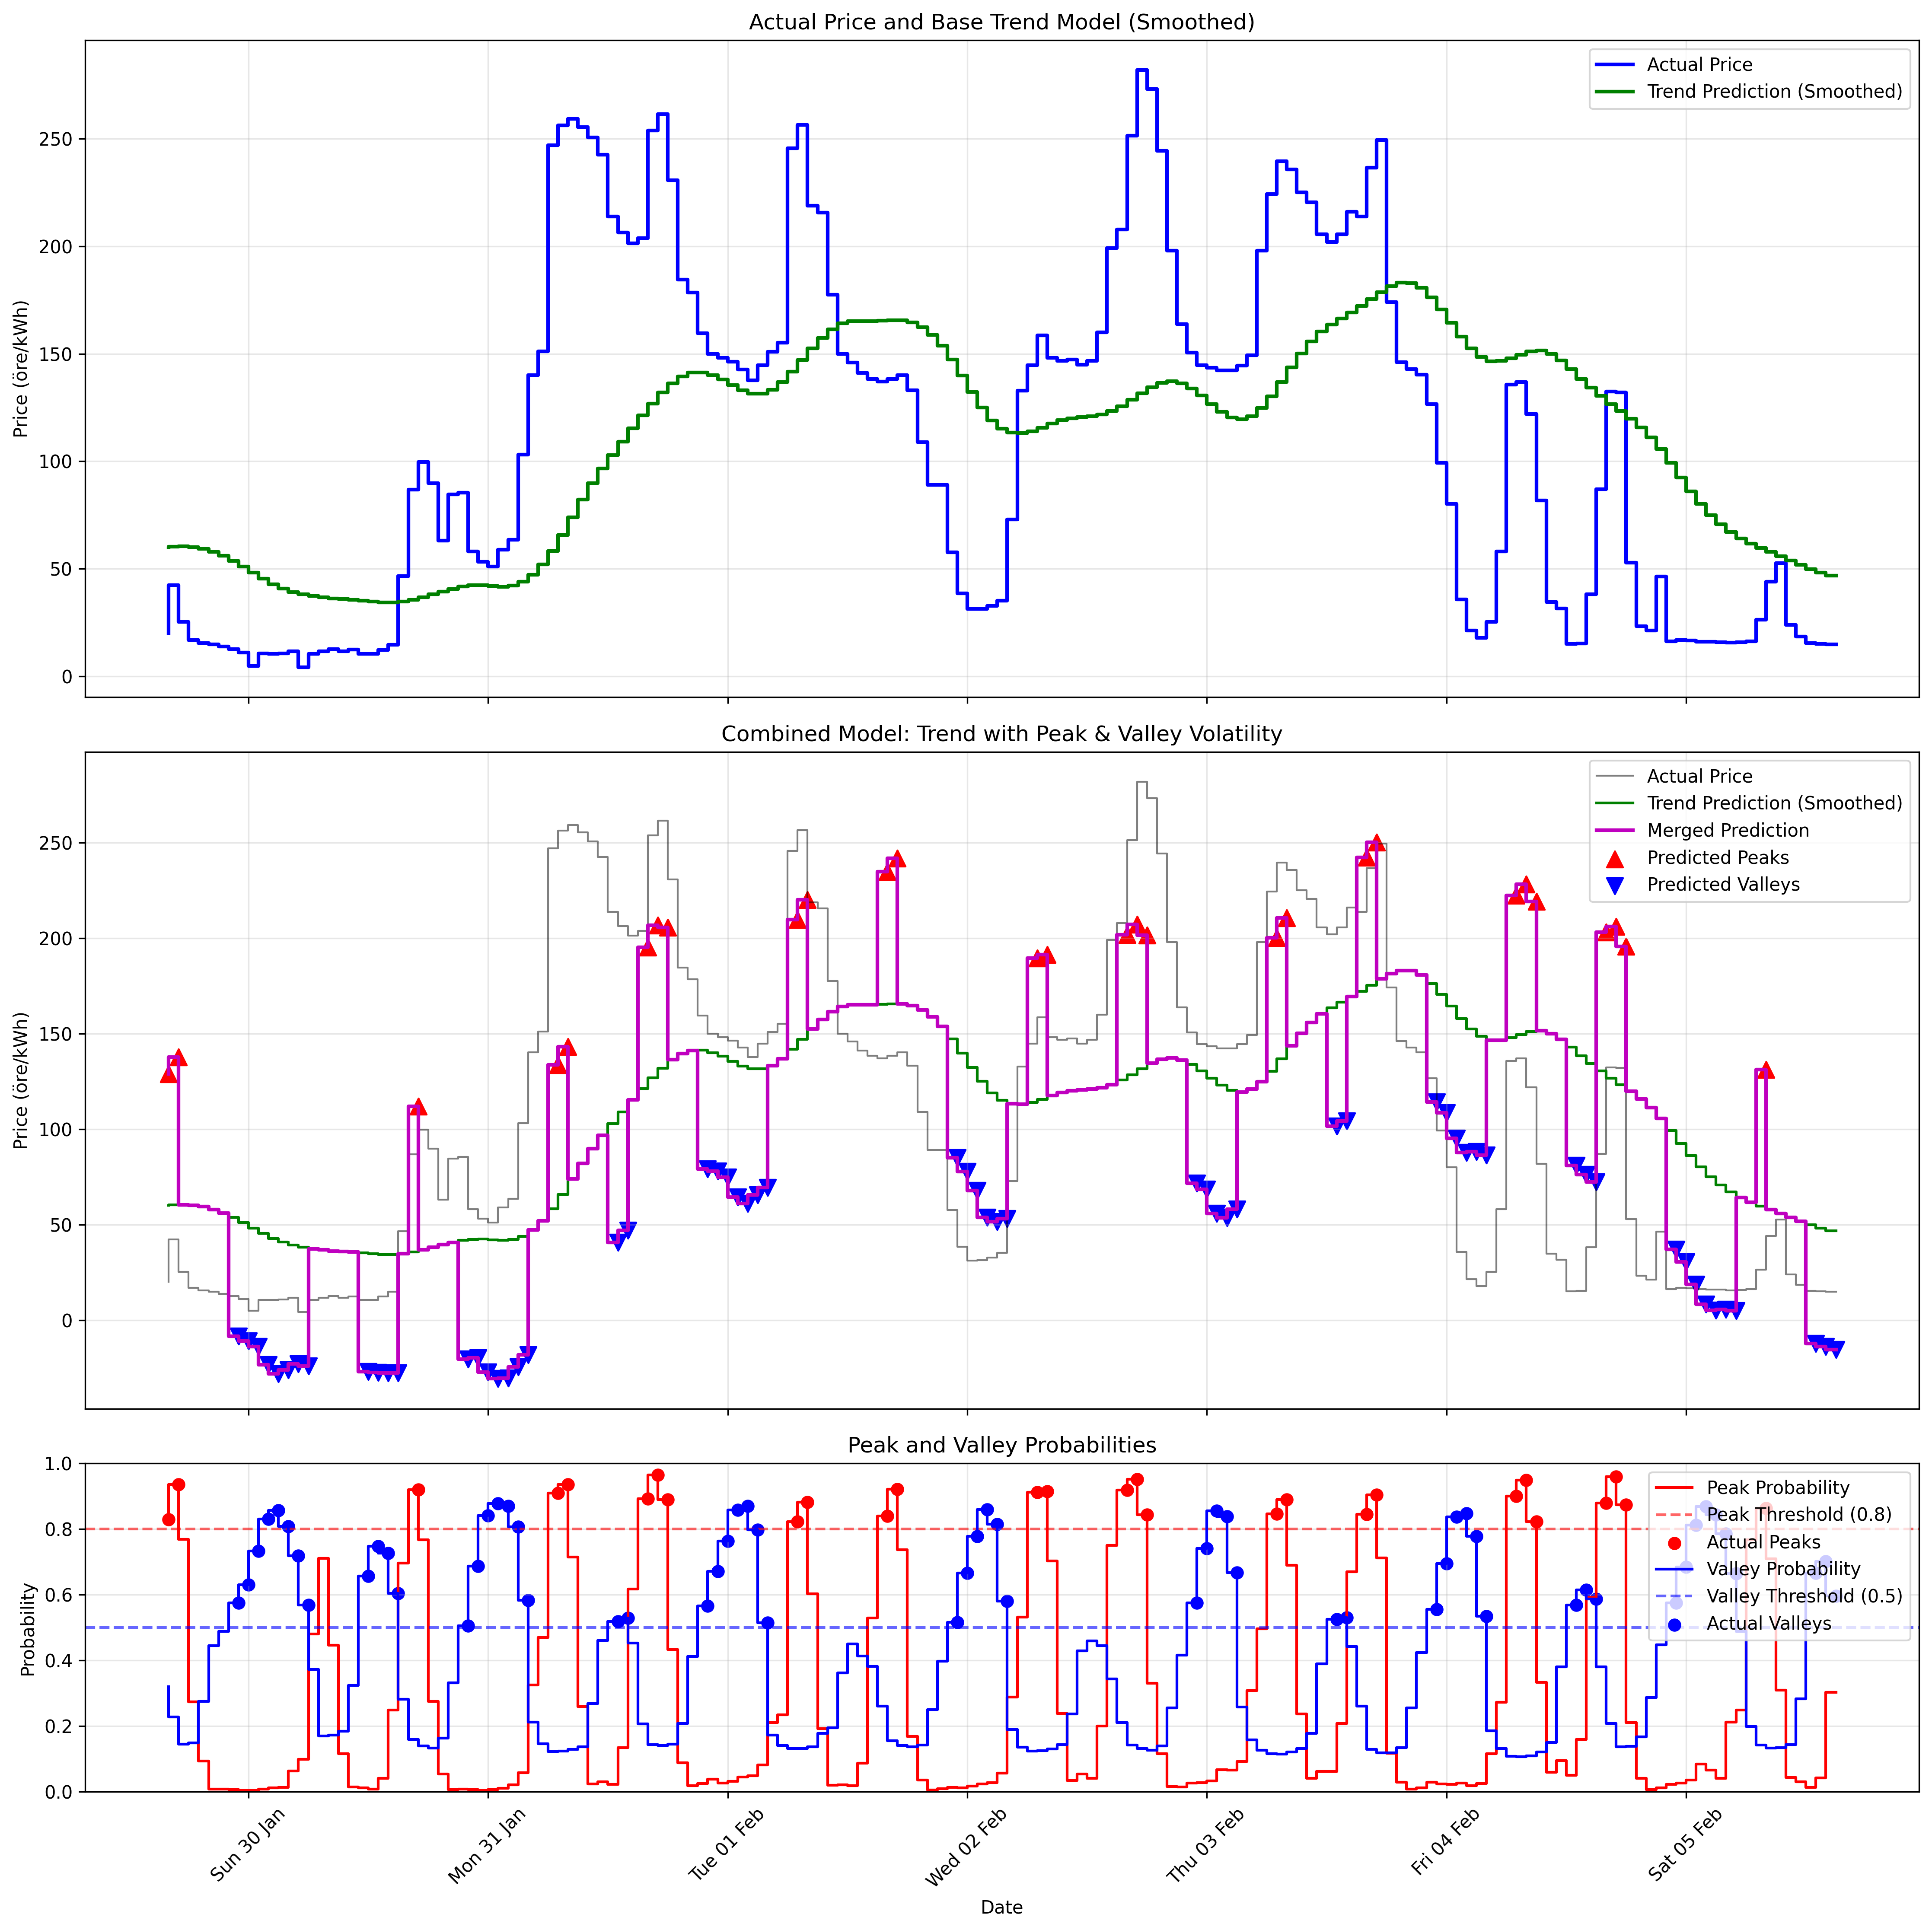 Actual Price and Base Trend Model (Smoothed)
Actual Price
Trend Prediction (Smoothed)
250
200
150
100
50
0
Price (öre/kWh)
Combined Model: Trend with Peak & Valley Volatility
Actual Price
Trend Prediction (Smoothed)
Merged Prediction
Predicted Peaks
Predicted Valleys
250
200
150
100
50
0
Price (öre/kWh)
Peak and Valley Probabilities
Peak Probability
Peak Threshold (0.8)
Actual Peaks
Valley Probability
Valley Threshold (0.5)
Actual Valleys
1.0
0.8
0.6
0.4
0.2
0.0
Probability
Sun 30 Jan
Mon 31 Jan
Tue 01 Feb
Wed 02 Feb
Thu 03 Feb
Fri 04 Feb
Sat 05 Feb
Date